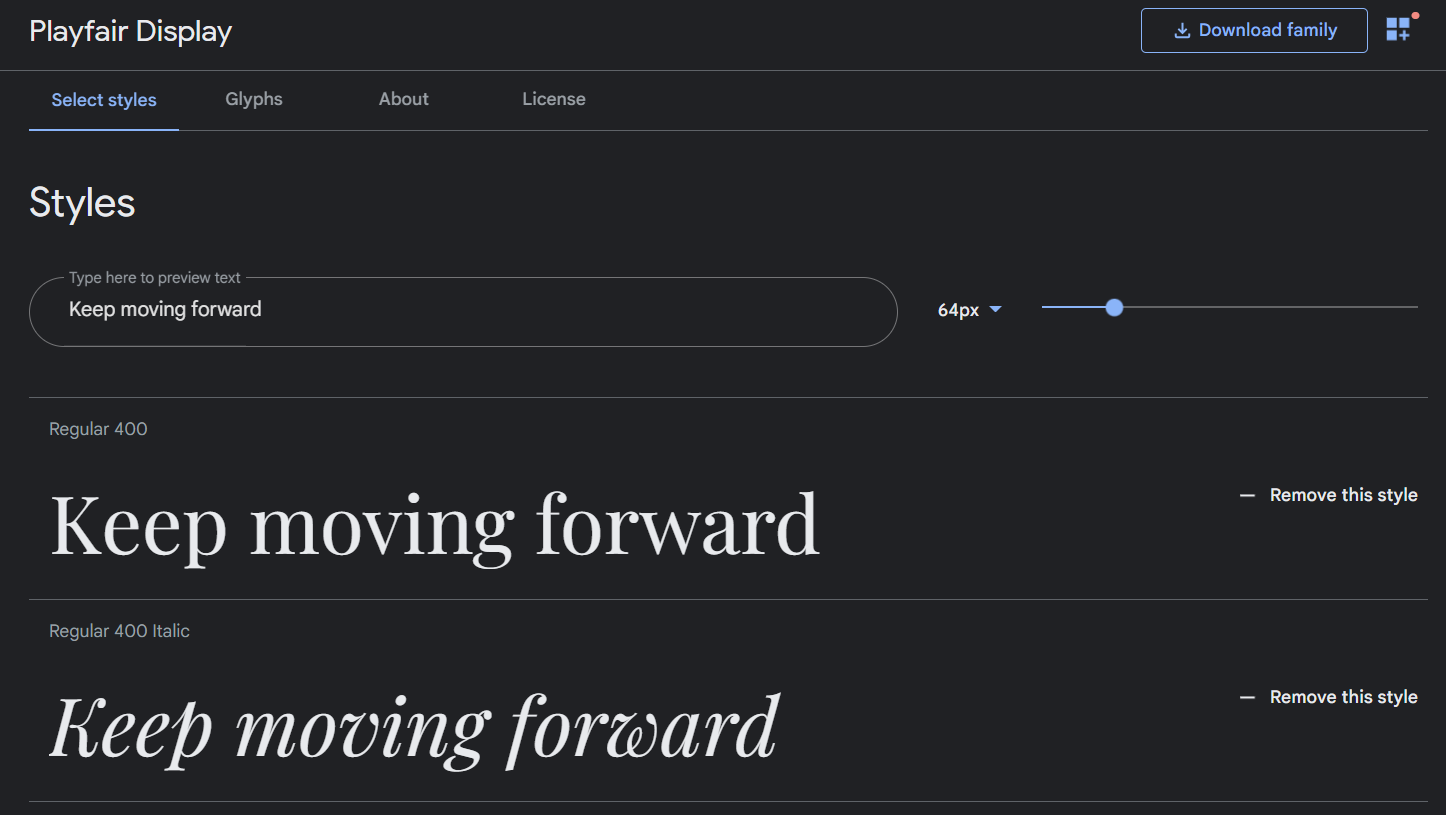 Playfair Display
Download family
Select styles Glyphs About License
Styles
Type here to preview text
Keep moving forward
64px
Regular 400
Keep moving forward
Remove this style
Regular 400 Italic
Keep moving forward
Remove this style